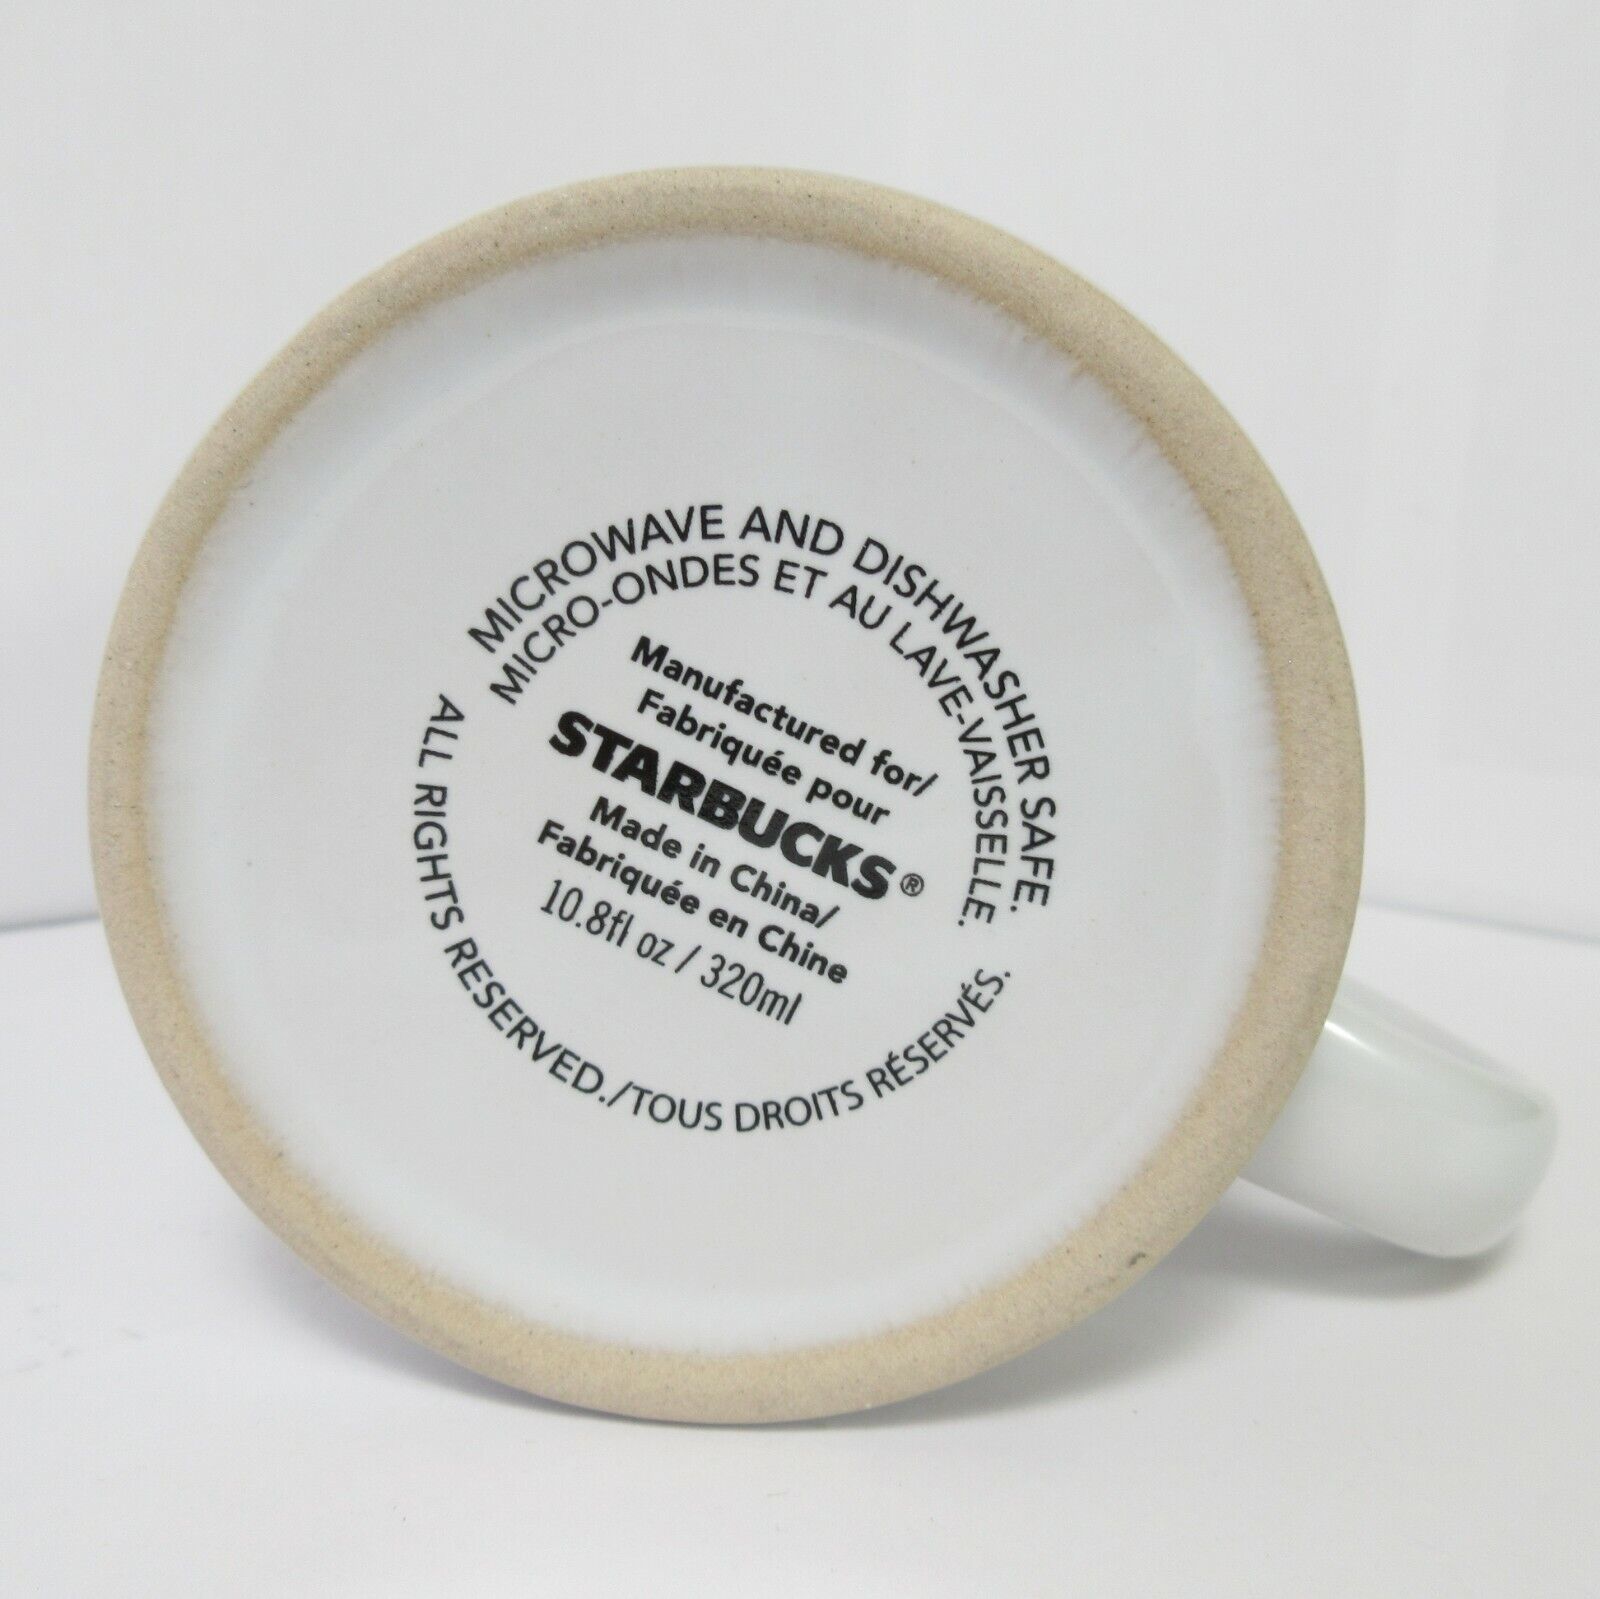 MICROWAVE AND DISHWASHER SAFE.
MICRO-ONDES ET AU LAVE-VAISSELLE.
Manufactured for/
Fabriquée pour
STARBUCKS®
Made in China/
Fabriquée en Chine
10.8fl oz / 320ml
ALL RIGHTS RESERVED./TOUS DROITS RÉSERVÉS.